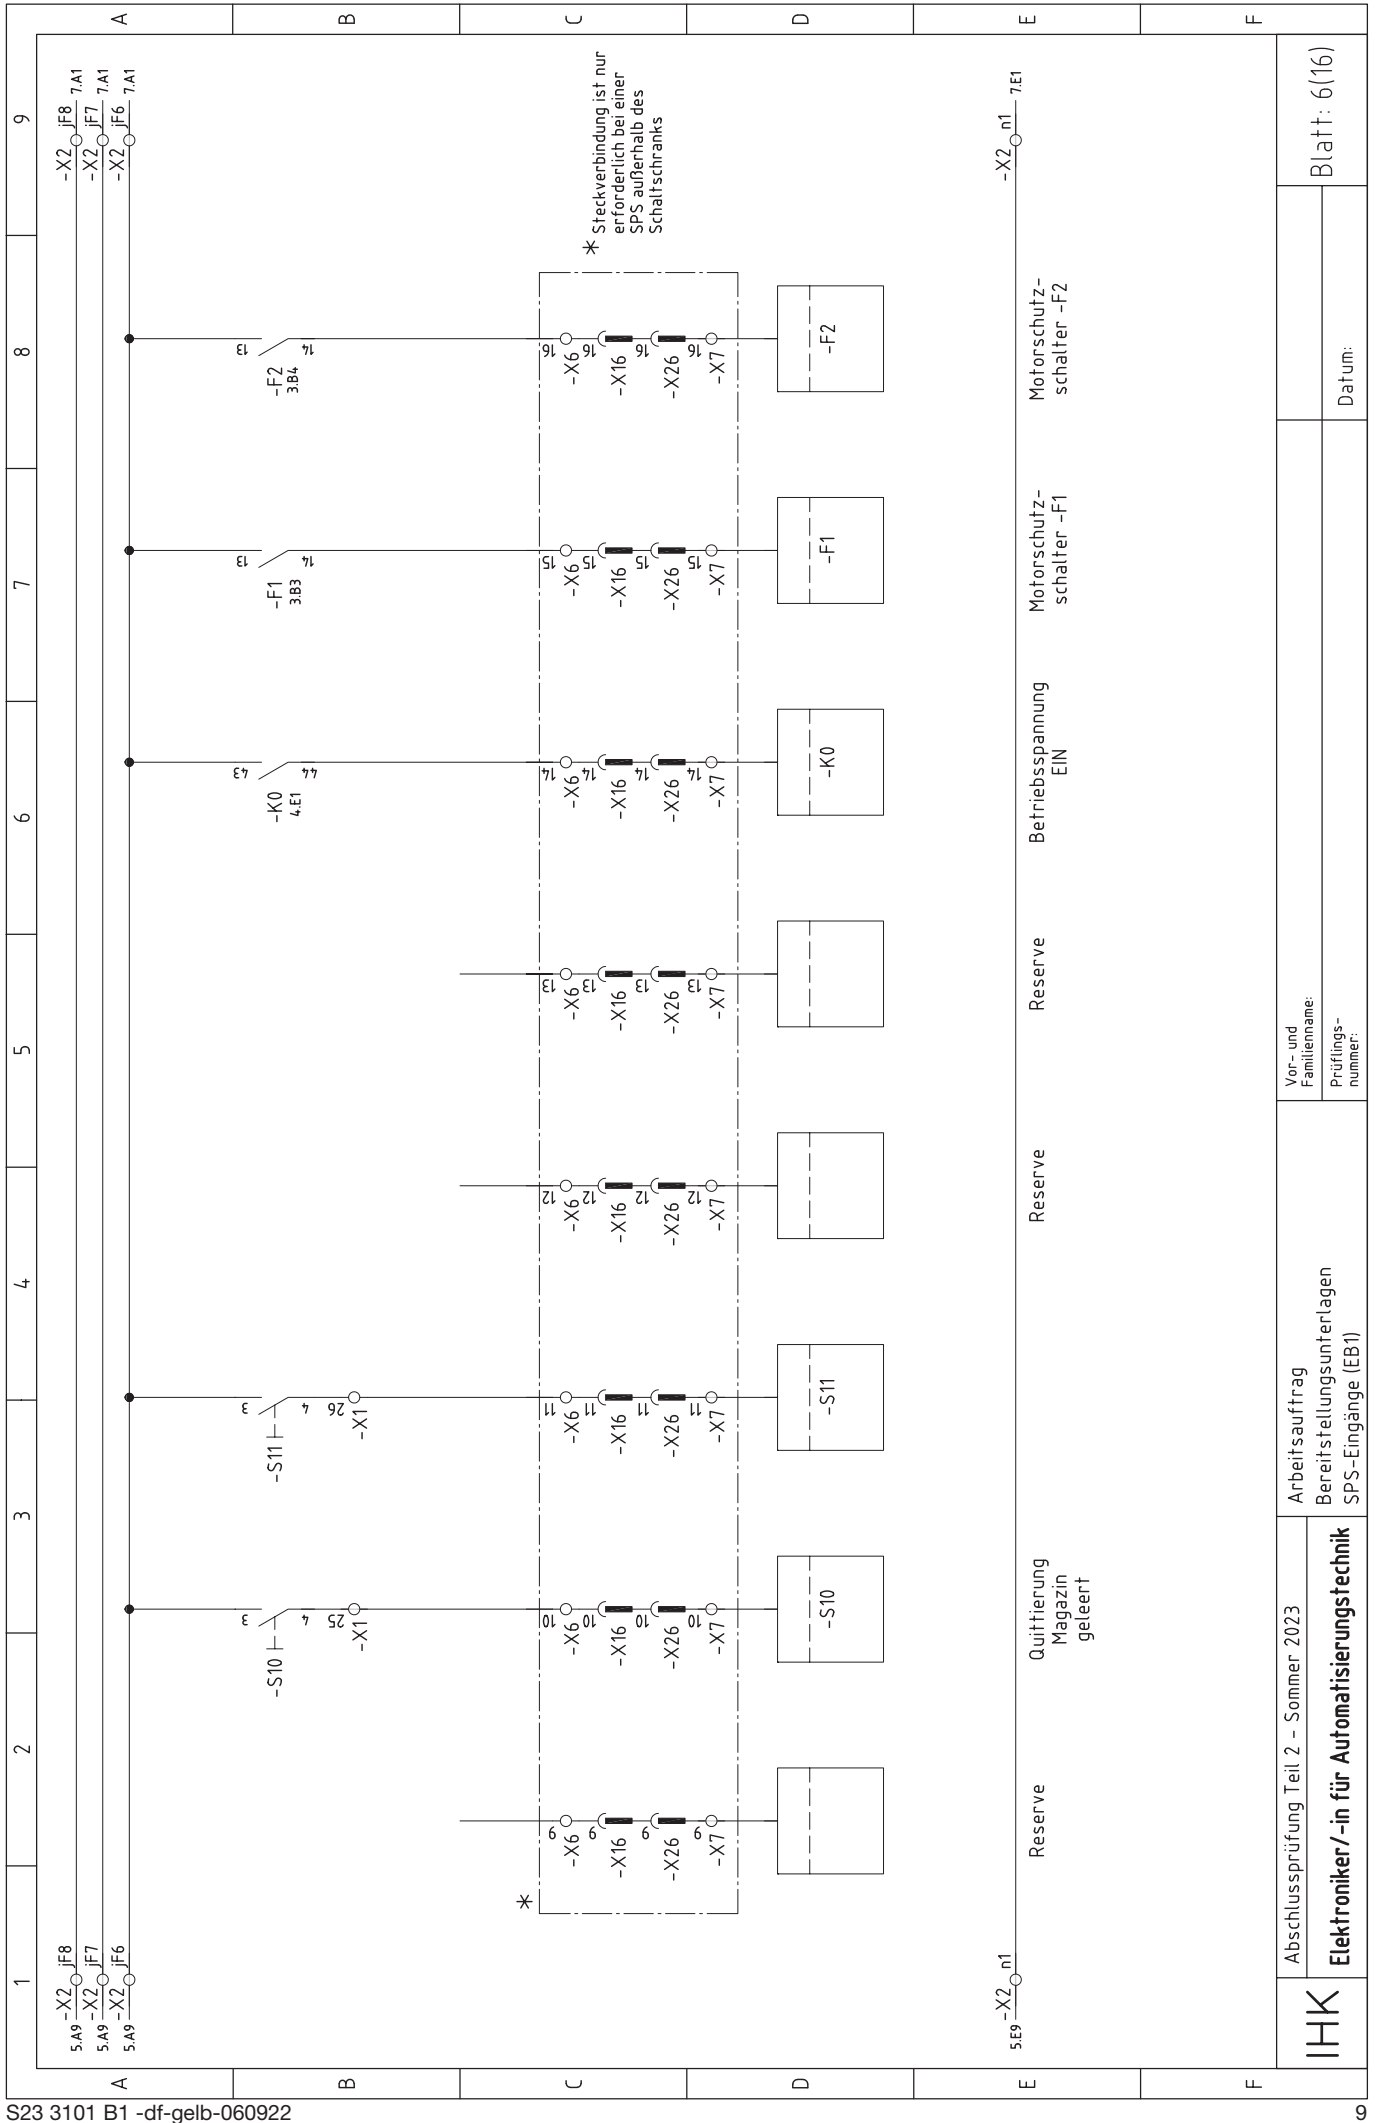 1 2 3 4 5 6 7 8 9
A
B
C
D
E
F
5.A9 -X2 jF8
5.A9 -X2 jF7
5.A9 -X2 jF6
-X2 jF8 7.A1
-X2 jF7 7.A1
-X2 jF6 7.A1
-S10 3 4
25 -X1
-S11 3 4
26 -X1
-K0 4.E1 43 44
-F1 3.B3 13 14
-F2 3.B4 13 14
*
* Steckverbindung ist nur
erforderlich bei einer
SPS außerhalb des
Schaltschranks
9 -X6
9 -X16
9 -X26
9 -X7
10 -X6
10 -X16
10 -X26
10 -X7
-S10
11 -X6
11 -X16
11 -X26
11 -X7
-S11
12 -X6
12 -X16
12 -X26
12 -X7
13 -X6
13 -X16
13 -X26
13 -X7
14 -X6
14 -X16
14 -X26
14 -X7
-K0
15 -X6
15 -X16
15 -X26
15 -X7
-F1
16 -X6
16 -X16
16 -X26
16 -X7
-F2
5.E9 -X2 n1
-X2 n1 7.E1
Reserve
Quittierung
Magazin
geleert
Reserve
Reserve
Betriebsspannung
EIN
Motorschutz-
schalter -F1
Motorschutz-
schalter -F2
A
B
C
D
E
F
IHK
Abschlussprüfung Teil 2 - Sommer 2023
Elektroniker/-in für Automatisierungstechnik
Arbeitsauftrag
Bereitstellungsunterlagen
SPS-Eingänge (EB1)
Vor- und
Familienname:
Prüflings-
nummer:
Datum:
Blatt: 6(16)
S23 3101 B1 -df-gelb-060922
9